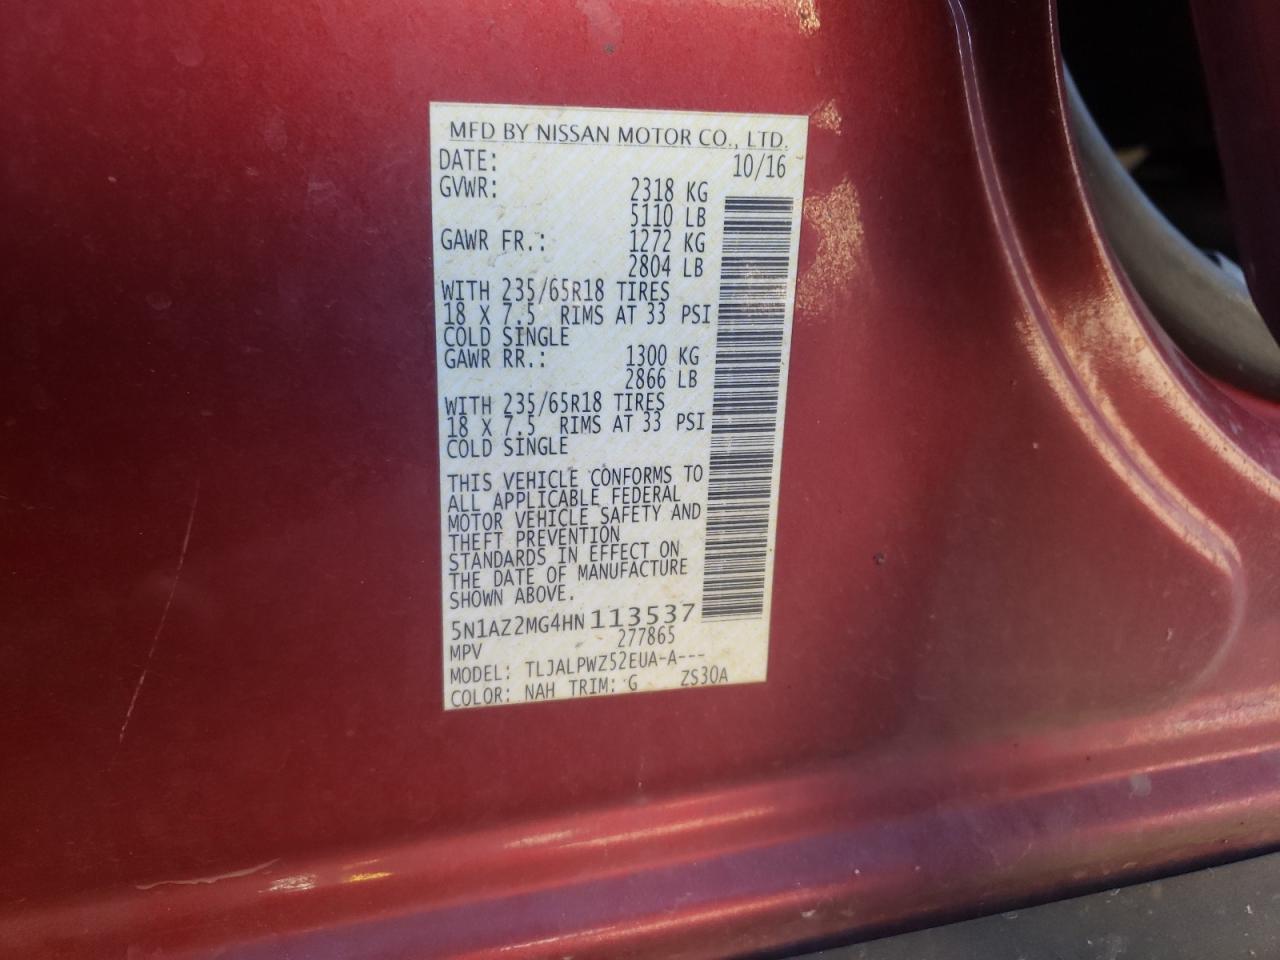 MFD BY NISSAN MOTOR CO., LTD.
DATE: 10/16
GVWR: 2318 KG
5110 LB
GAWR FR.: 1272 KG
2804 LB
WITH 235/65R18 TIRES
18 X 7.5 RIMS AT 33 PSI
COLD SINGLE
GAWR RR.: 1300 KG
2866 LB
WITH 235/65R18 TIRES
18 X 7.5 RIMS AT 33 PSI
COLD SINGLE
THIS VEHICLE CONFORMS TO
ALL APPLICABLE FEDERAL
MOTOR VEHICLE SAFETY AND
THEFT PREVENTION
STANDARDS IN EFFECT ON
THE DATE OF MANUFACTURE
SHOWN ABOVE.
5N1AZ2MG4HN113537
MPV 277865
MODEL: TLJALPWZ52EUA-A---
COLOR: NAH TRIM: G ZS30A